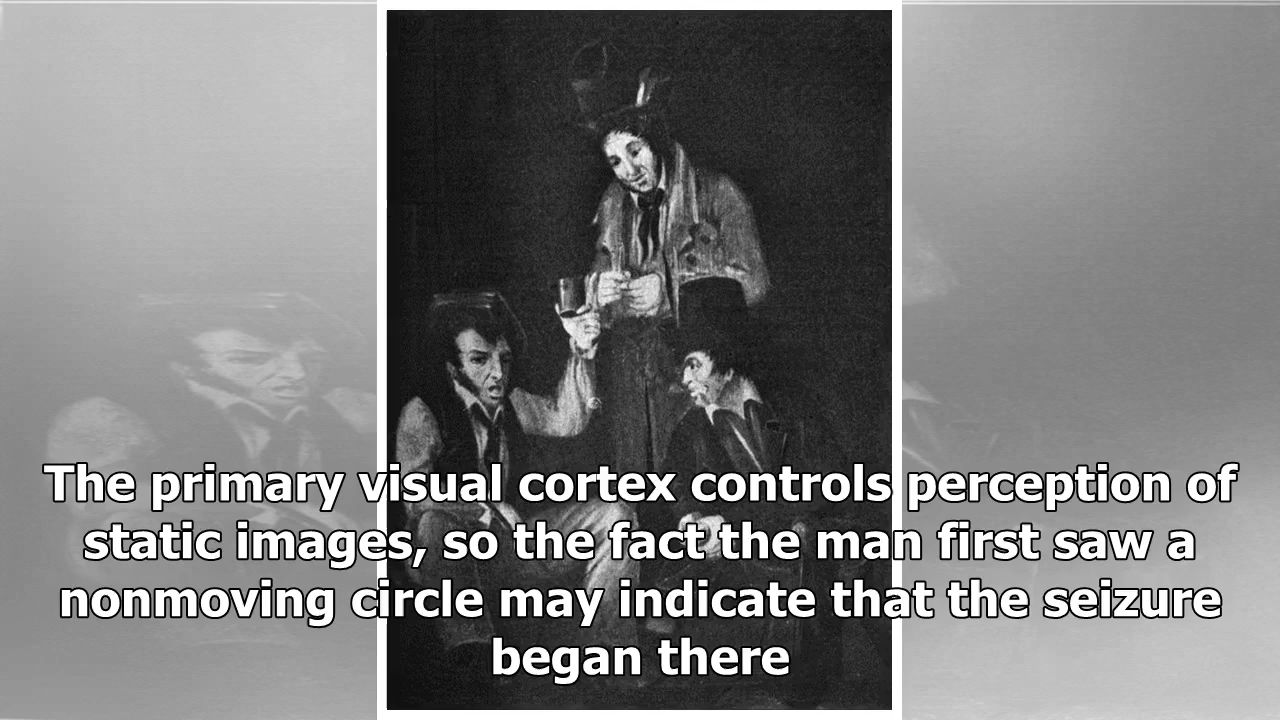 The primary visual cortex controls perception of
static images, so the fact the man first saw a
nonmoving circle may indicate that the seizure
began there